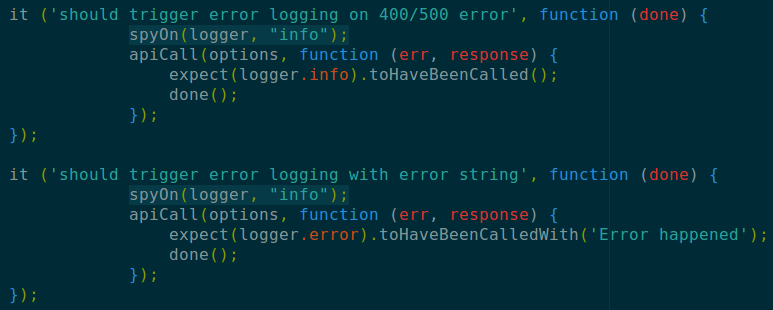 it ('should trigger error logging on 400/500 error', function (done) {
            spyOn(logger, "info");
            apiCall(options, function (err, response) {
                expect(logger.info).toHaveBeenCalled();
                done();
            });
});

it ('should trigger error logging with error string', function (done) {
            spyOn(logger, "info");
            apiCall(options, function (err, response) {
                expect(logger.error).toHaveBeenCalledWith('Error happened');
                done();
            });
});